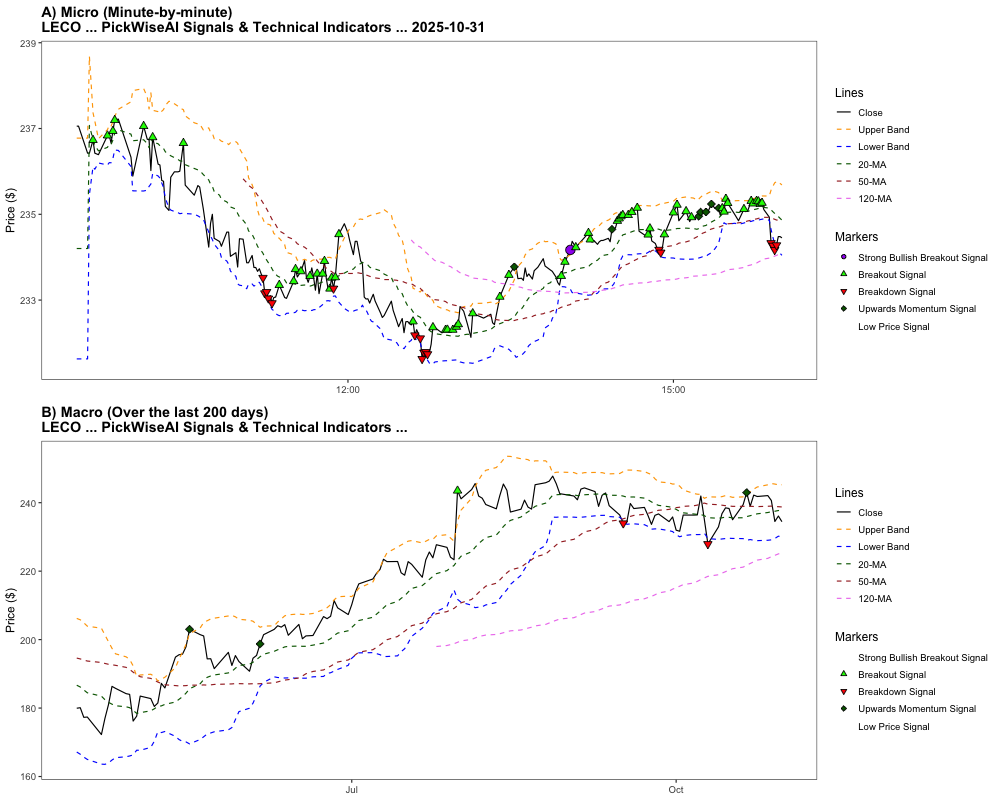 A) Micro (Minute-by-minute)
LECO ... PickWiseAI Signals & Technical Indicators ... 2025-10-31
239
237
235
233
Price ($)
12:00
15:00
Lines
Close
Upper Band
Lower Band
20-MA
50-MA
120-MA
Markers
Strong Bullish Breakout Signal
Breakout Signal
Breakdown Signal
Upwards Momentum Signal
Low Price Signal
B) Macro (Over the last 200 days)
LECO ... PickWiseAI Signals & Technical Indicators ...
240
220
200
180
160
Price ($)
Jul
Oct
Lines
Close
Upper Band
Lower Band
20-MA
50-MA
120-MA
Markers
Strong Bullish Breakout Signal
Breakout Signal
Breakdown Signal
Upwards Momentum Signal
Low Price Signal